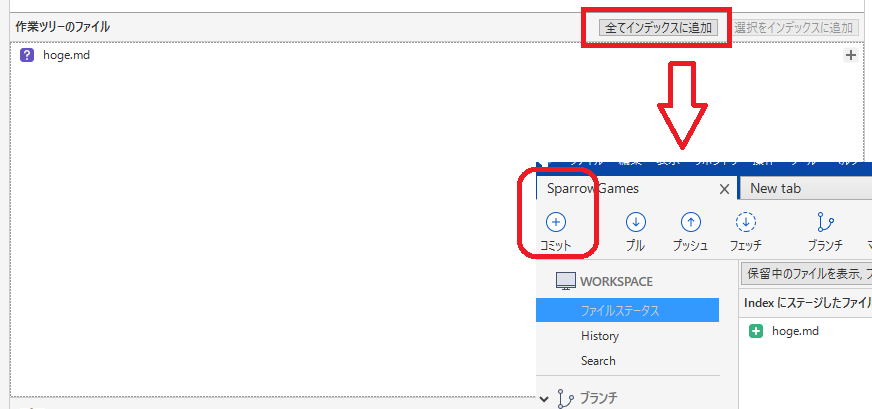 作業ツリーのファイル
全てインデックスに追加
選択をインデックスに追加
hoge.md
SparrowGames
New tab
コミット
プル
プッシュ
フェッチ
ブランチ
WORKSPACE
保留中のファイルを表示, フ
ファイルステータス
Index にステージしたファイル
History
hoge.md
Search
ブランチ